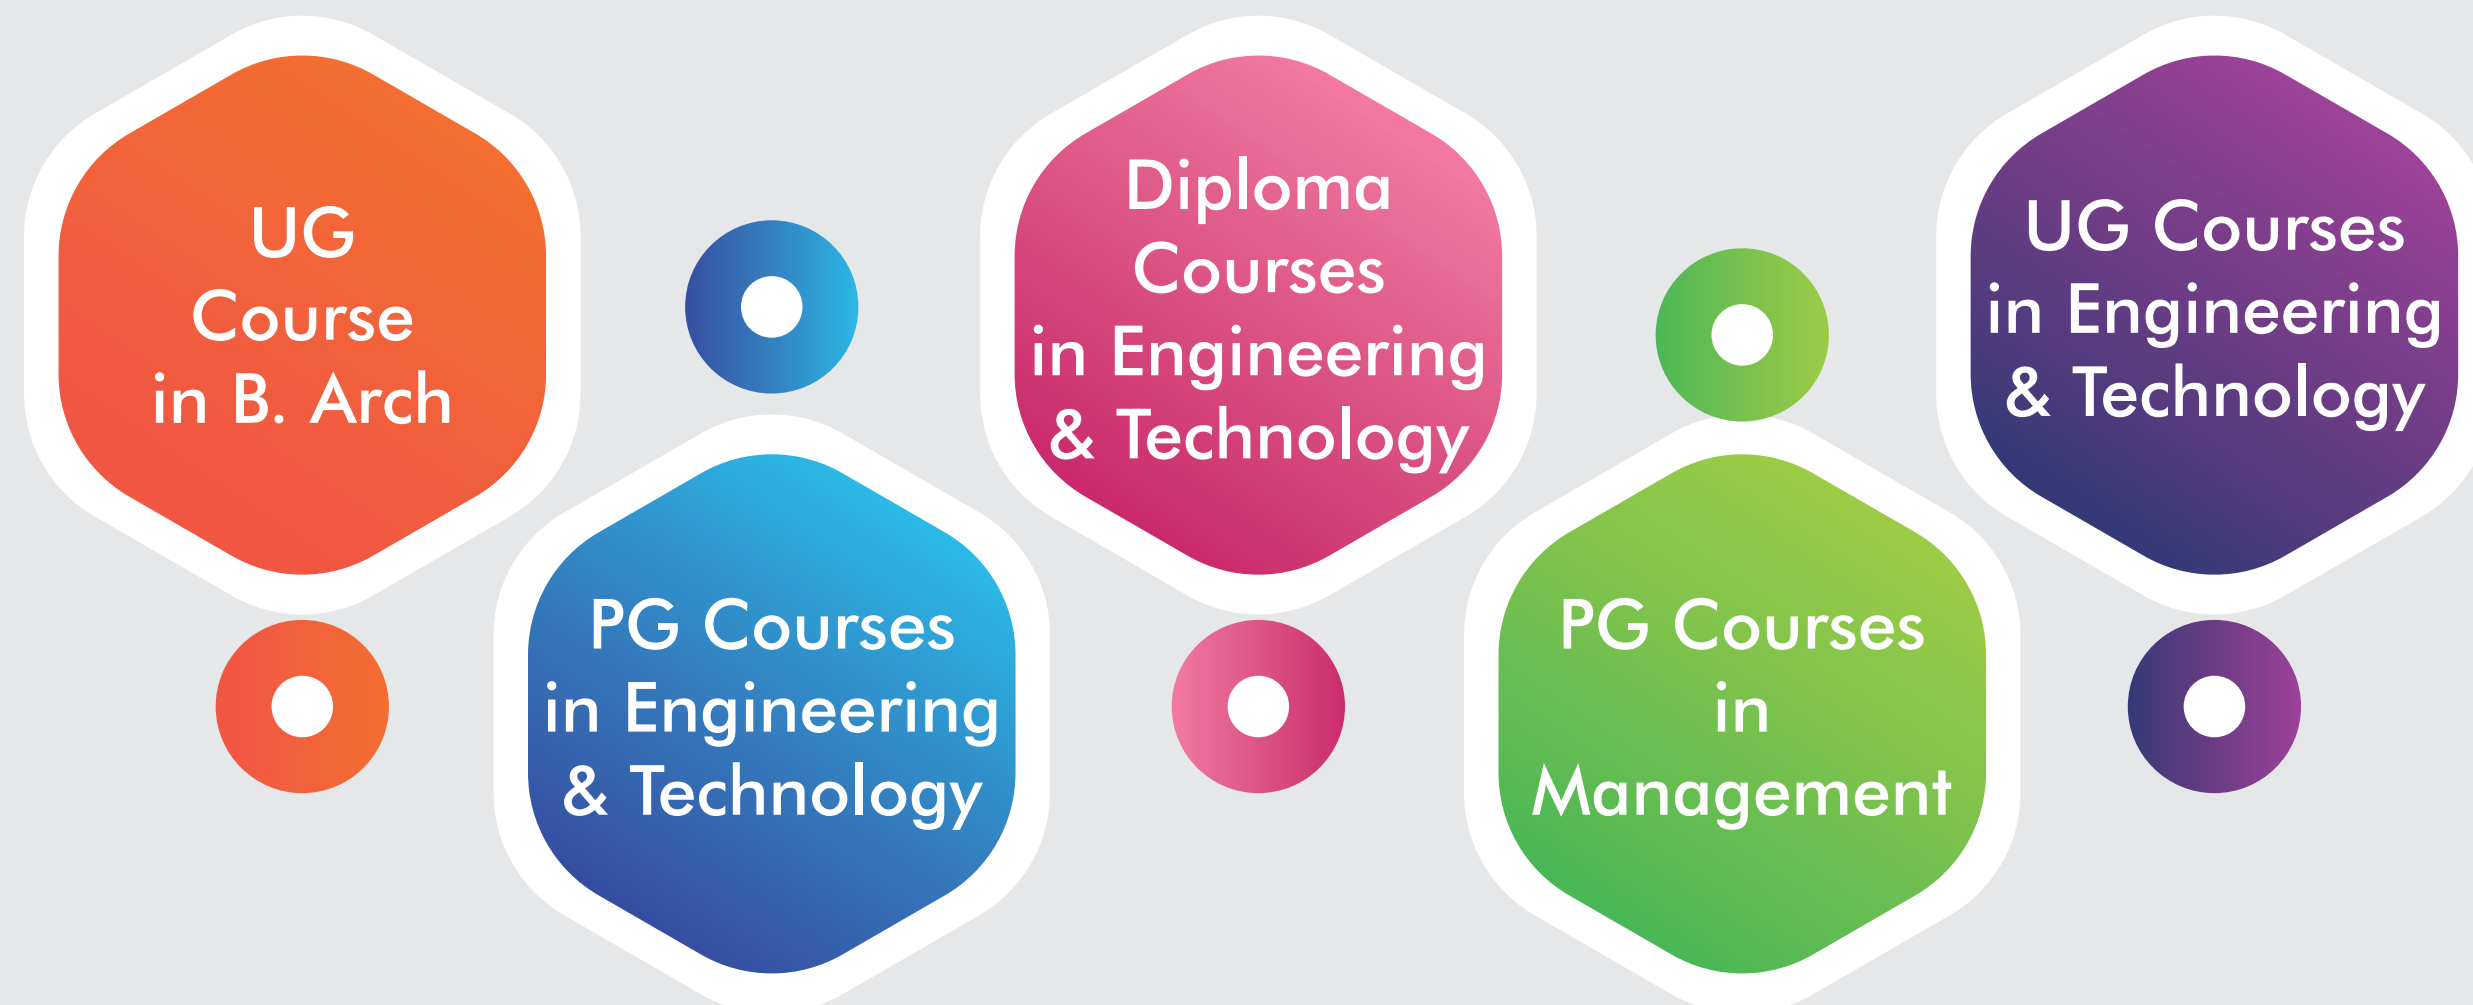 UG
Course
in B. Arch
PG Courses
in Engineering
& Technology
Diploma
Courses
in Engineering
& Technology
PG Courses
in
Management
UG Courses
in Engineering
& Technology